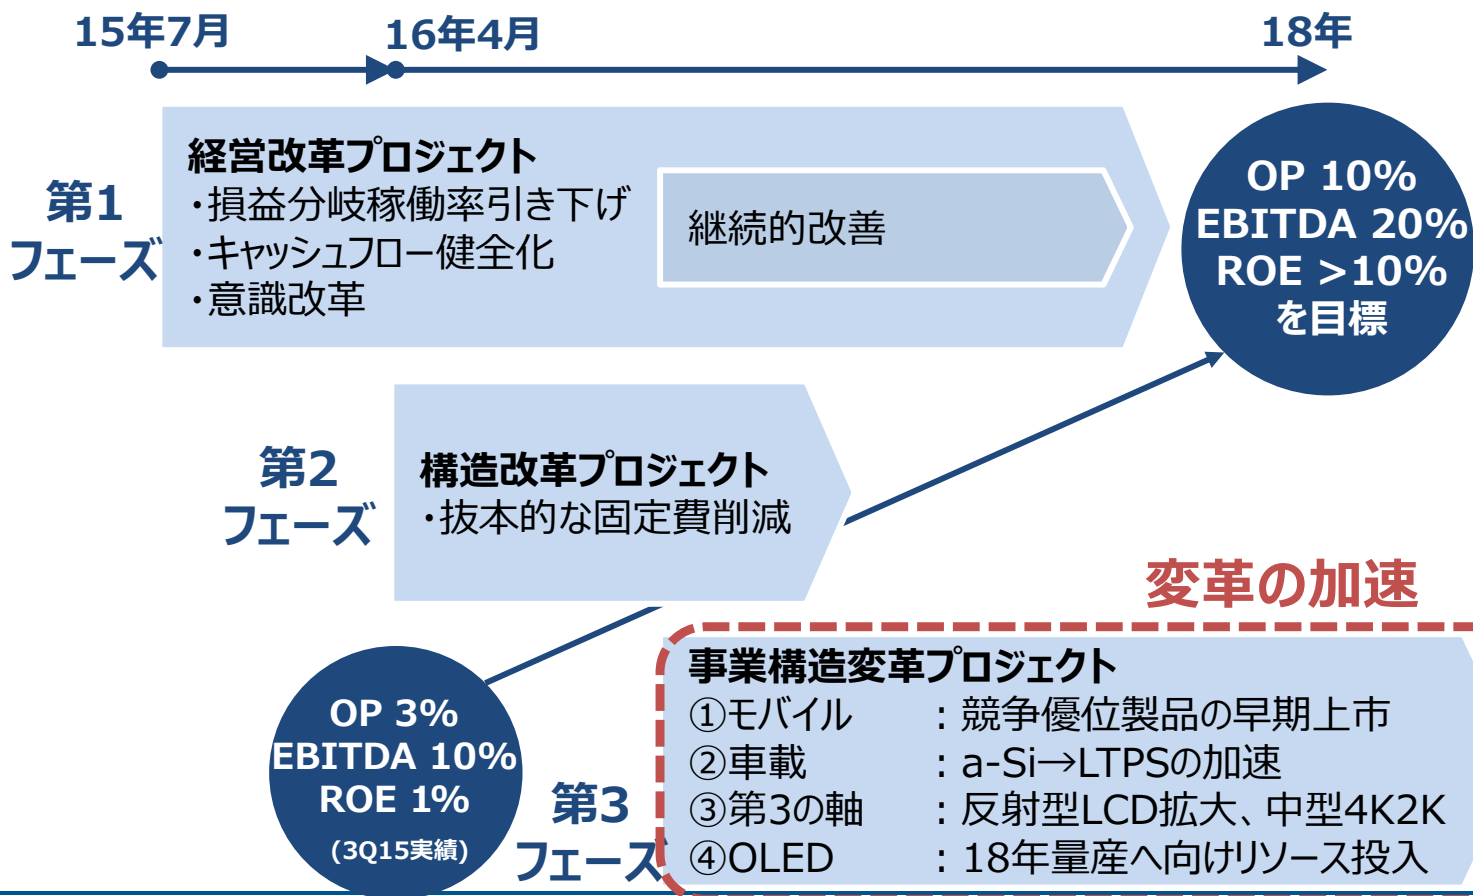 15年7月
16年4月
18年
第1
フェーズ
経営改革プロジェクト
・損益分岐稼働率引き下げ
・キャッシュフロー健全化
・意識改革
継続的改善
OP 10%
EBITDA 20%
ROE >10%
を目標
第2
フェーズ
構造改革プロジェクト
・抜本的な固定費削減
変革の加速
OP 3%
EBITDA 10%
ROE 1%
(3Q15実績)
第3
フェーズ
事業構造変革プロジェクト
①モバイル : 競争優位製品の早期上市
②車載 : a-Si→LTPSの加速
③第3の軸 : 反射型LCD拡大、中型4K2K
④OLED : 18年量産へ向けリソース投入